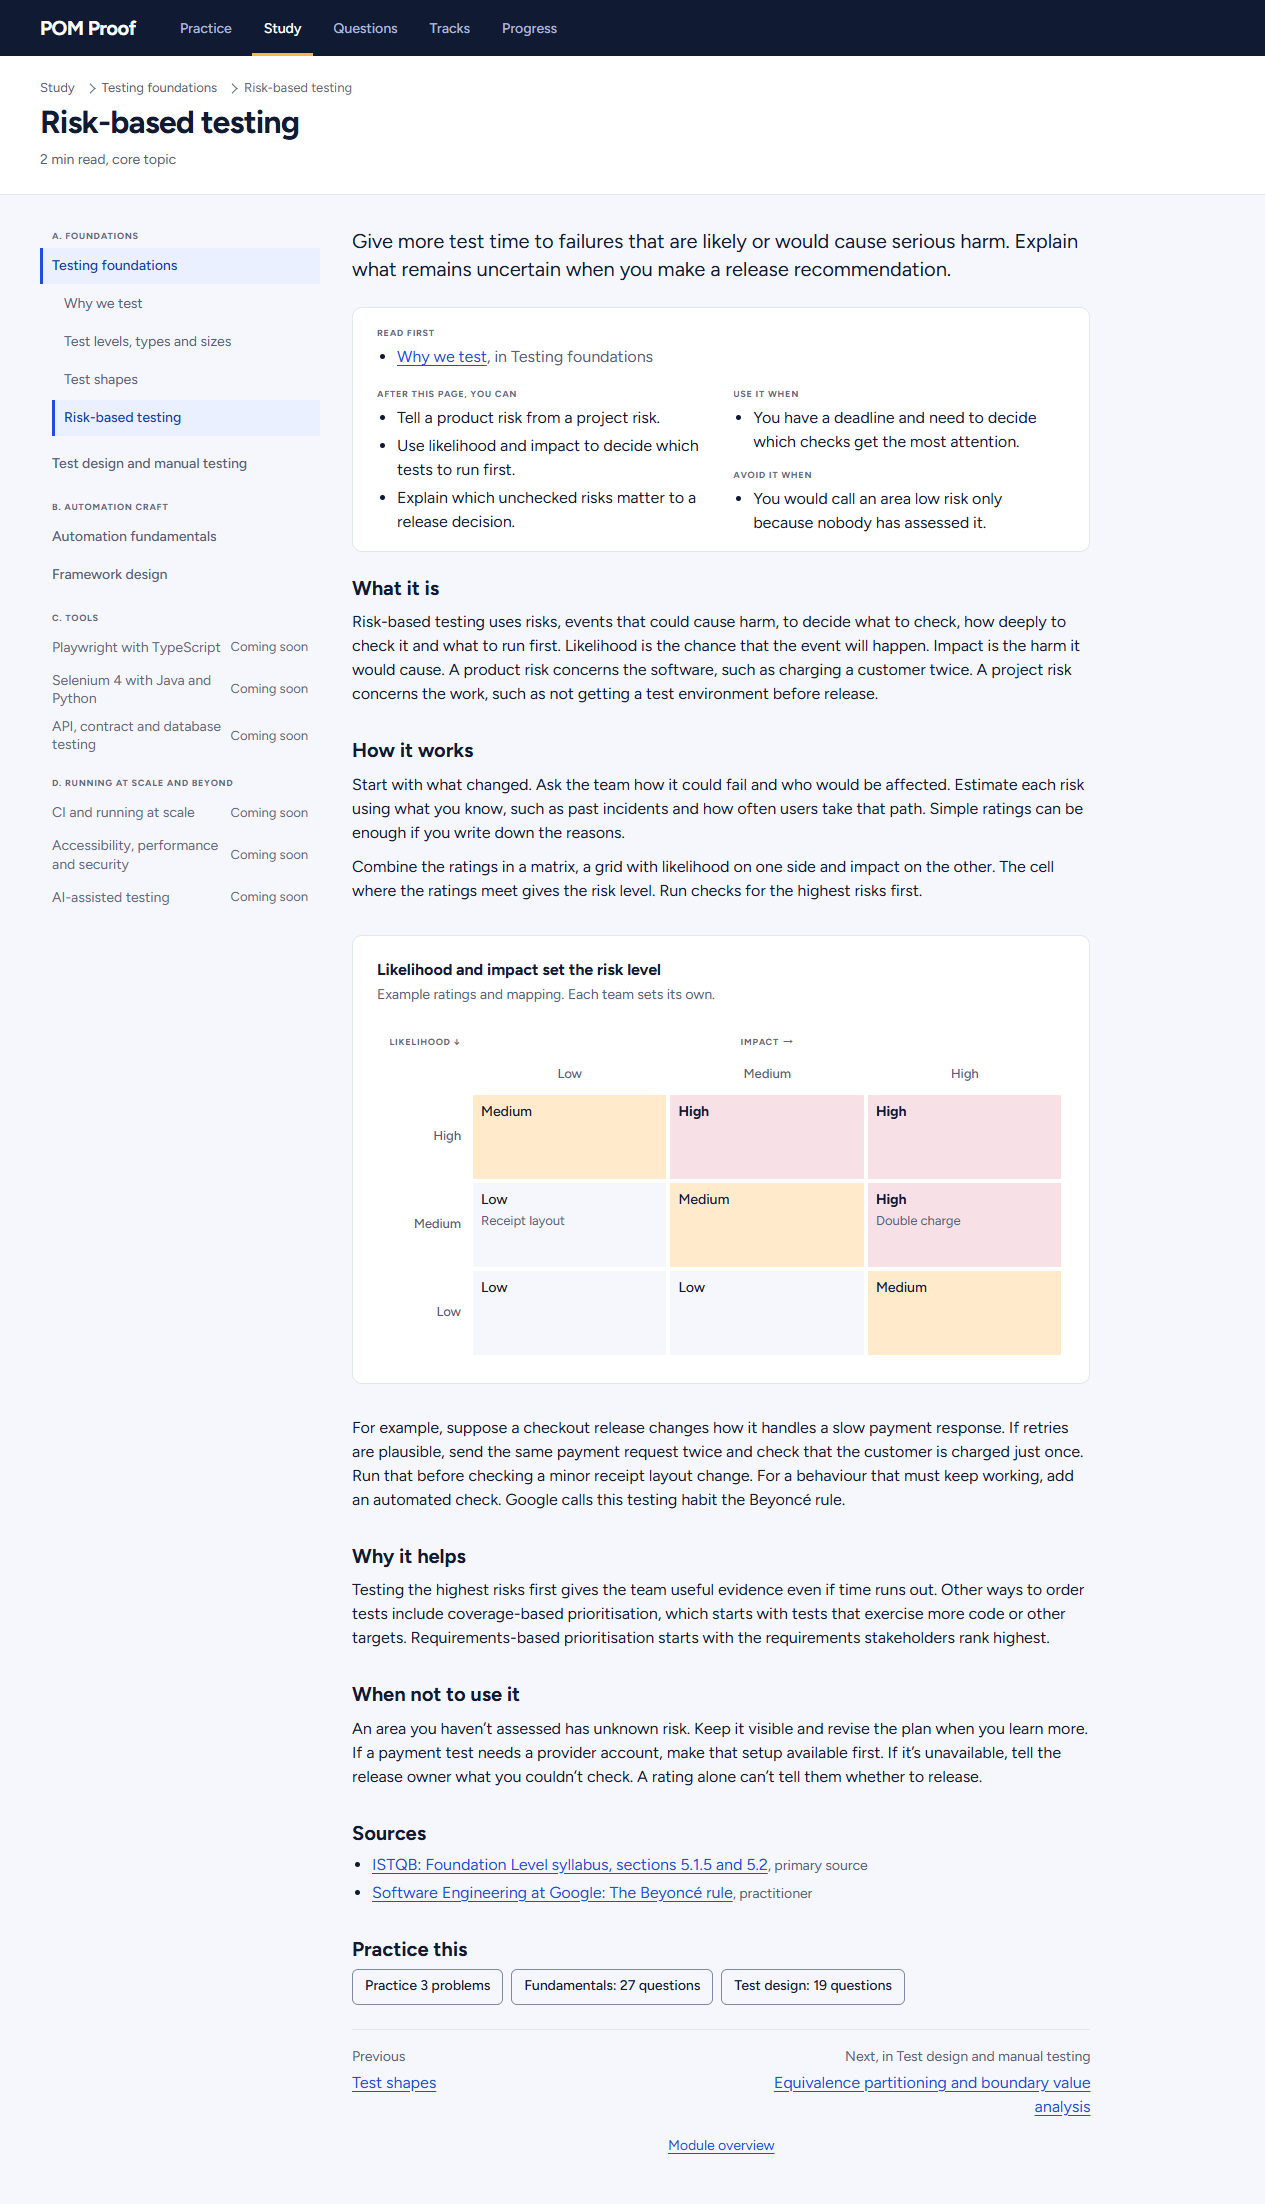 POM Proof
Practice
Study
Questions
Tracks
Progress
Study
Testing foundations
Risk-based testing
Risk-based testing
2 min read, core topic
A. FOUNDATIONS
Testing foundations
Why we test
Test levels, types and sizes
Test shapes
Risk-based testing
Test design and manual testing
B. AUTOMATION CRAFT
Automation fundamentals
Framework design
C. TOOLS
Playwright with TypeScript
Coming soon
Selenium 4 with Java and
Python
Coming soon
API, contract and database
testing
Coming soon
D. RUNNING AT SCALE AND BEYOND
CI and running at scale
Coming soon
Accessibility, performance
and security
Coming soon
AI-assisted testing
Coming soon
Give more test time to failures that are likely or would cause serious harm. Explain
what remains uncertain when you make a release recommendation.
READ FIRST
• Why we test, in Testing foundations
AFTER THIS PAGE, YOU CAN
• Tell a product risk from a project risk.
• Use likelihood and impact to decide which
tests to run first.
• Explain which unchecked risks matter to a
release decision.
USE IT WHEN
• You have a deadline and need to decide
which checks get the most attention.
AVOID IT WHEN
• You would call an area low risk only
because nobody has assessed it.
What it is
Risk-based testing uses risks, events that could cause harm, to decide what to check, how deeply to
check it and what to run first. Likelihood is the chance that the event will happen. Impact is the harm it
would cause. A product risk concerns the software, such as charging a customer twice. A project risk
concerns the work, such as not getting a test environment before release.
How it works
Start with what changed. Ask the team how it could fail and who would be affected. Estimate each risk
using what you know, such as past incidents and how often users take that path. Simple ratings can be
enough if you write down the reasons.
Combine the ratings in a matrix, a grid with likelihood on one side and impact on the other. The cell
where the ratings meet gives the risk level. Run checks for the highest risks first.
Likelihood and impact set the risk level
Example ratings and mapping. Each team sets its own.
LIKELIHOOD ↓
IMPACT →
Low
Medium
High
High
Medium
High
High
Medium
Low
Receipt layout
Medium
High
Double charge
Low
Low
Low
Medium
For example, suppose a checkout release changes how it handles a slow payment response. If retries
are plausible, send the same payment request twice and check that the customer is charged just once.
Run that before checking a minor receipt layout change. For a behaviour that must keep working, add
an automated check. Google calls this testing habit the Beyoncé rule.
Why it helps
Testing the highest risks first gives the team useful evidence even if time runs out. Other ways to order
tests include coverage-based prioritisation, which starts with tests that exercise more code or other
targets. Requirements-based prioritisation starts with the requirements stakeholders rank highest.
When not to use it
An area you haven’t assessed has unknown risk. Keep it visible and revise the plan when you learn more.
If a payment test needs a provider account, make that setup available first. If it’s unavailable, tell the
release owner what you couldn’t check. A rating alone can’t tell them whether to release.
Sources
• ISTQB: Foundation Level syllabus, sections 5.1.5 and 5.2, primary source
• Software Engineering at Google: The Beyoncé rule, practitioner
Practice this
Practice 3 problems
Fundamentals: 27 questions
Test design: 19 questions
Previous
Test shapes
Next, in Test design and manual testing
Equivalence partitioning and boundary value
analysis
Module overview